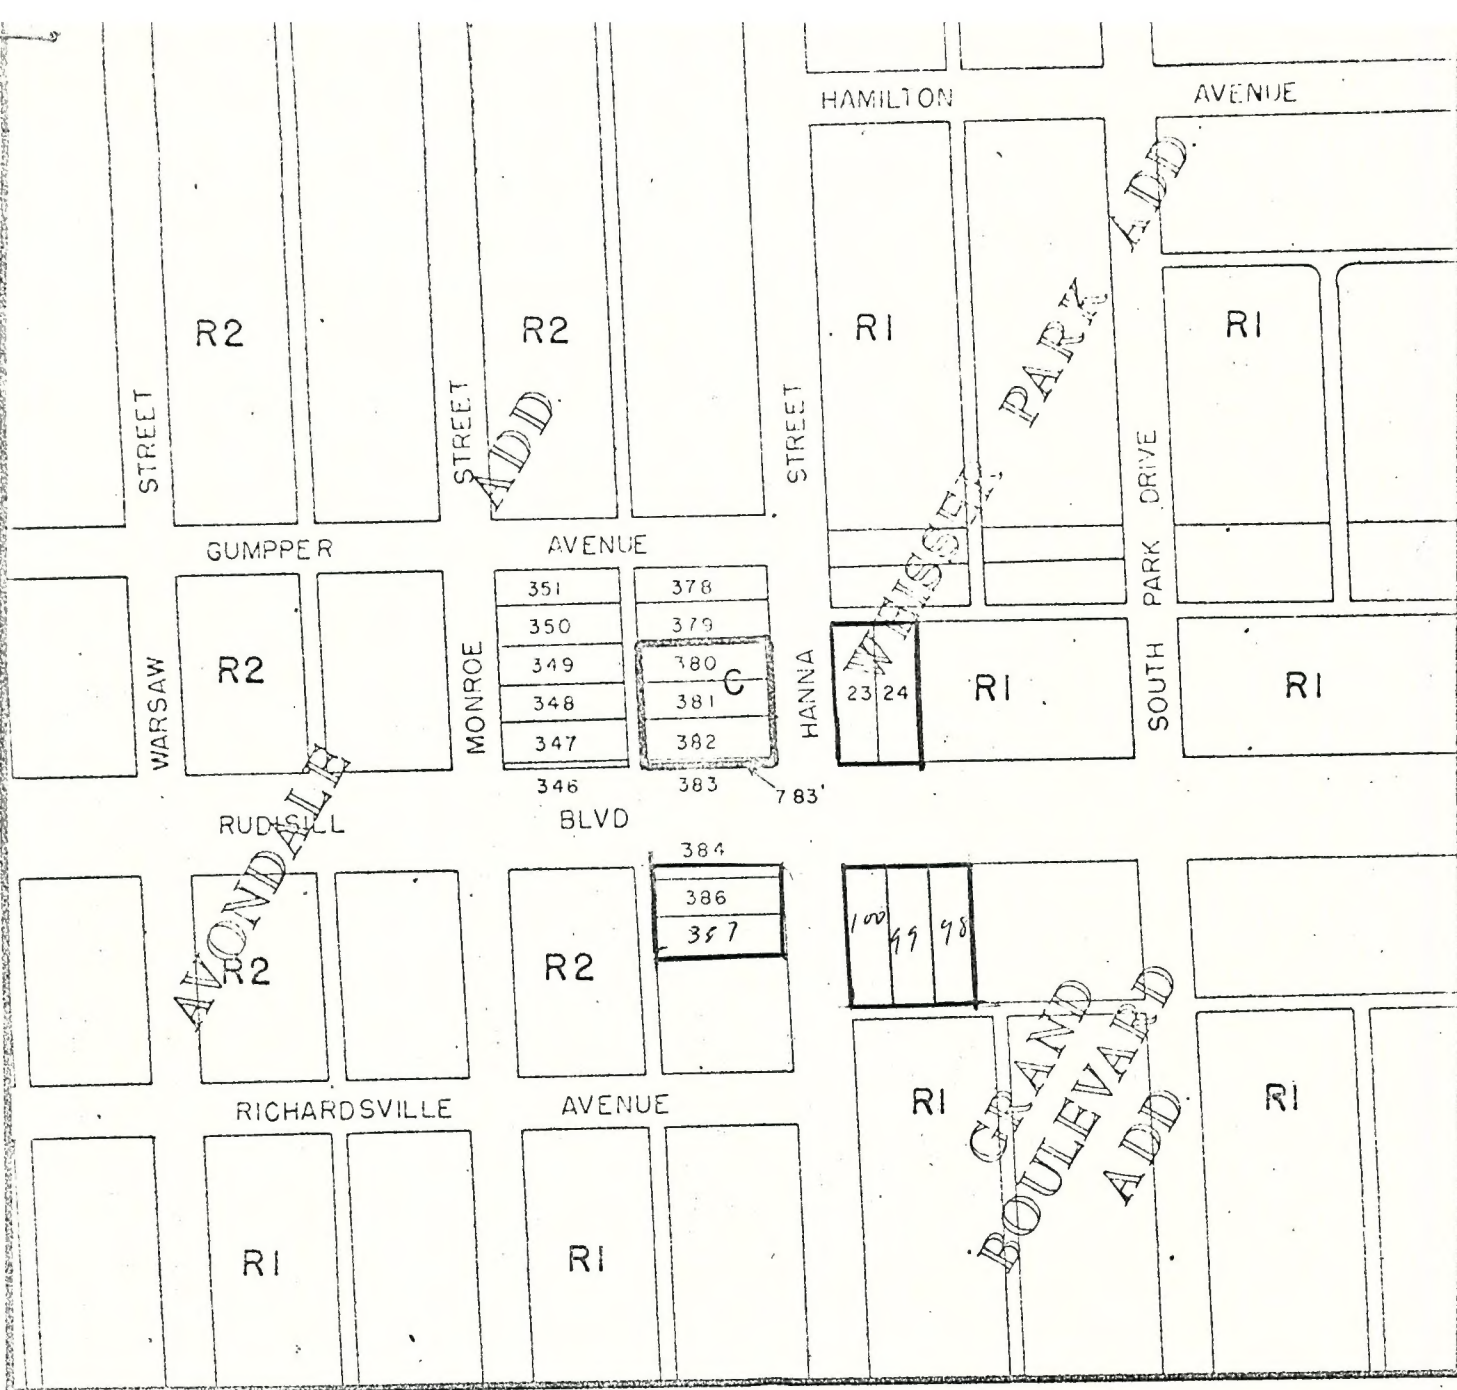 HAMILTON AVENUE
R2
R2
R1
R1
STREET
STREET
STREET
ADD
WEISSER PARK ADD
SOUTH PARK DRIVE
GUMPPER AVENUE
351
350
349
348
347
346
378
379
380
381
382
383
C
783'
WARSAW
R2
MONROE
HANNA
23 24
R1
R1
RUDISILL BLVD
AVONDALE
384
386
387
100 99 98
R2
R2
RICHARDSVILLE AVENUE
R1
R1
R1
R1
GRAND
BOULEVARD
ADD